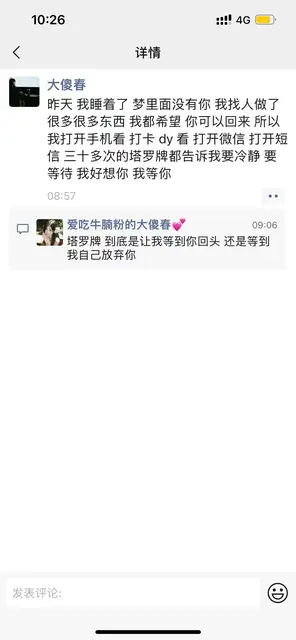 10:26
4G
详情
大傻春
昨天 我睡着了 梦里面没有你 我找人做了
很多很多东西 我都希望 你可以回来 所以
我打开手机看 打卡 dy 看 打开微信 打开短
信 三十多次的塔罗牌都告诉我要冷静 要
等待 我好想你 我等你
08:57
爱吃牛腩粉的大傻春💕
09:06
塔罗牌 到底是让我等到你回头 还是等到
我自己放弃你
发表评论: